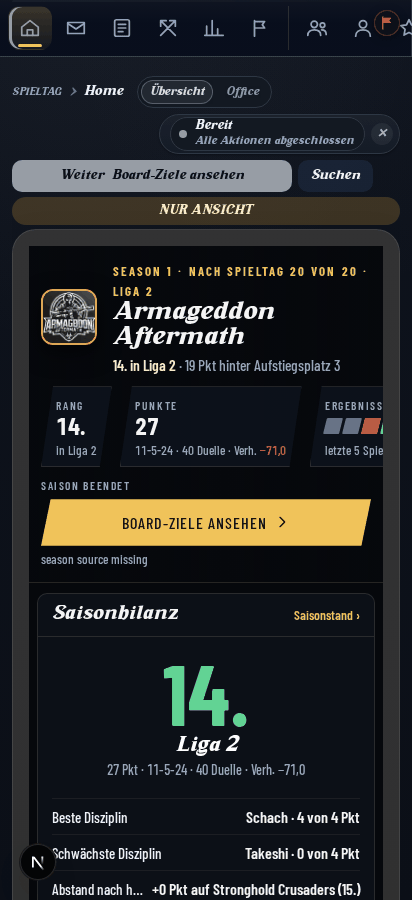 SPIELTAG › Home Übersicht Office
Bereit
Alle Aktionen abgeschlossen ✕
Weiter Board-Ziele ansehen Suchen
NUR ANSICHT
SEASON 1 · NACH SPIELTAG 20 VON 20 ·
LIGA 2
ARMAGEDDON
AFTERMATH
Armageddon
Aftermath
14. in Liga 2 · 19 Pkt hinter Aufstiegsplatz 3
RANG PUNKTE ERGEBNISS
14. 27
in Liga 2 11-5-24 · 40 Duelle · Verh. −71,0 letzte 5 Spie
SAISON BEENDET
BOARD-ZIELE ANSEHEN ›
season source missing
Saisonbilanz Saisonstand ›
14.
Liga 2
27 Pkt · 11-5-24 · 40 Duelle · Verh. −71,0
Beste Disziplin Schach · 4 von 4 Pkt
N
Schwächste Disziplin Takeshi · 0 von 4 Pkt
Abstand nach h... +0 Pkt auf Stronghold Crusaders (15.)